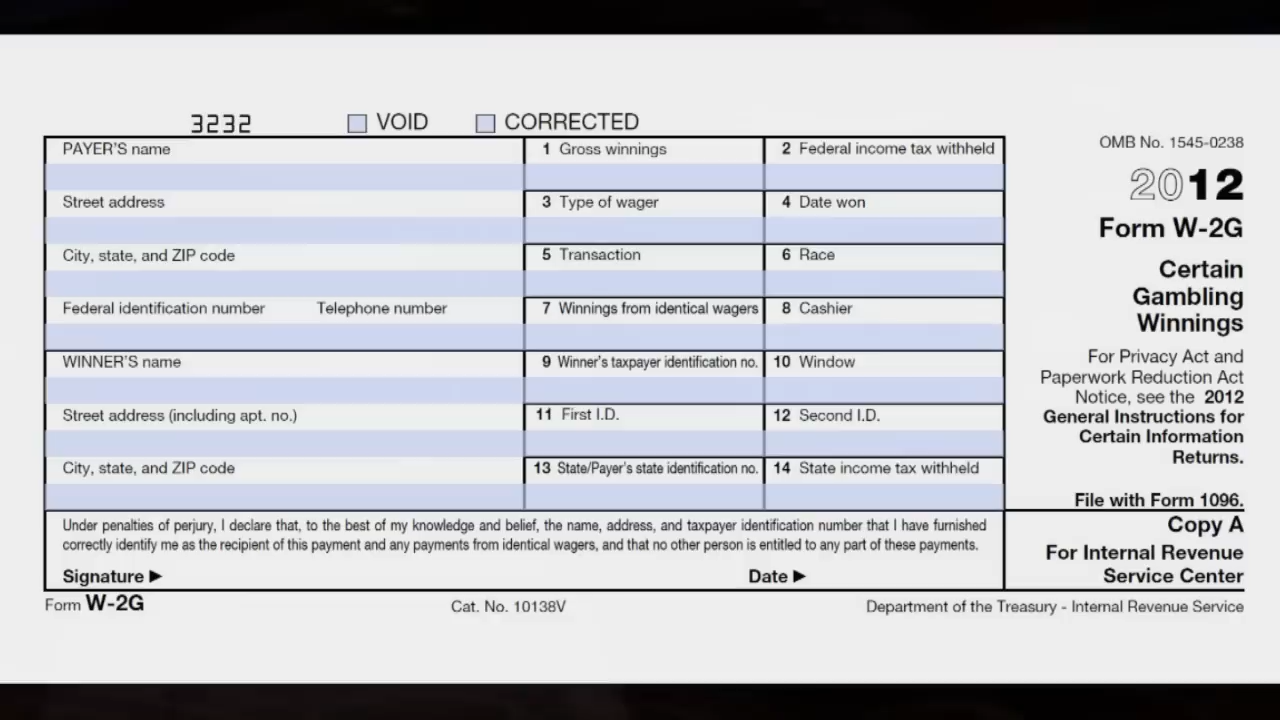 3232 VOID CORRECTED
PAYER'S name
1 Gross winnings
2 Federal income tax withheld
Street address
3 Type of wager
4 Date won
City, state, and ZIP code
5 Transaction
6 Race
Federal identification number Telephone number
7 Winnings from identical wagers
8 Cashier
WINNER'S name
9 Winner's taxpayer identification no.
10 Window
Street address (including apt. no.)
11 First I.D.
12 Second I.D.
City, state, and ZIP code
13 State/Payer's state identification no.
14 State income tax withheld
Under penalties of perjury, I declare that, to the best of my knowledge and belief, the name, address, and taxpayer identification number that I have furnished
correctly identify me as the recipient of this payment and any payments from identical wagers, and that no other person is entitled to any part of these payments.
Signature ▶ Date ▶
OMB No. 1545-0238
2012
Form W-2G
Certain
Gambling
Winnings
For Privacy Act and
Paperwork Reduction Act
Notice, see the 2012
General Instructions for
Certain Information
Returns.
File with Form 1096.
Copy A
For Internal Revenue
Service Center
Form W-2G Cat. No. 10138V Department of the Treasury - Internal Revenue Service